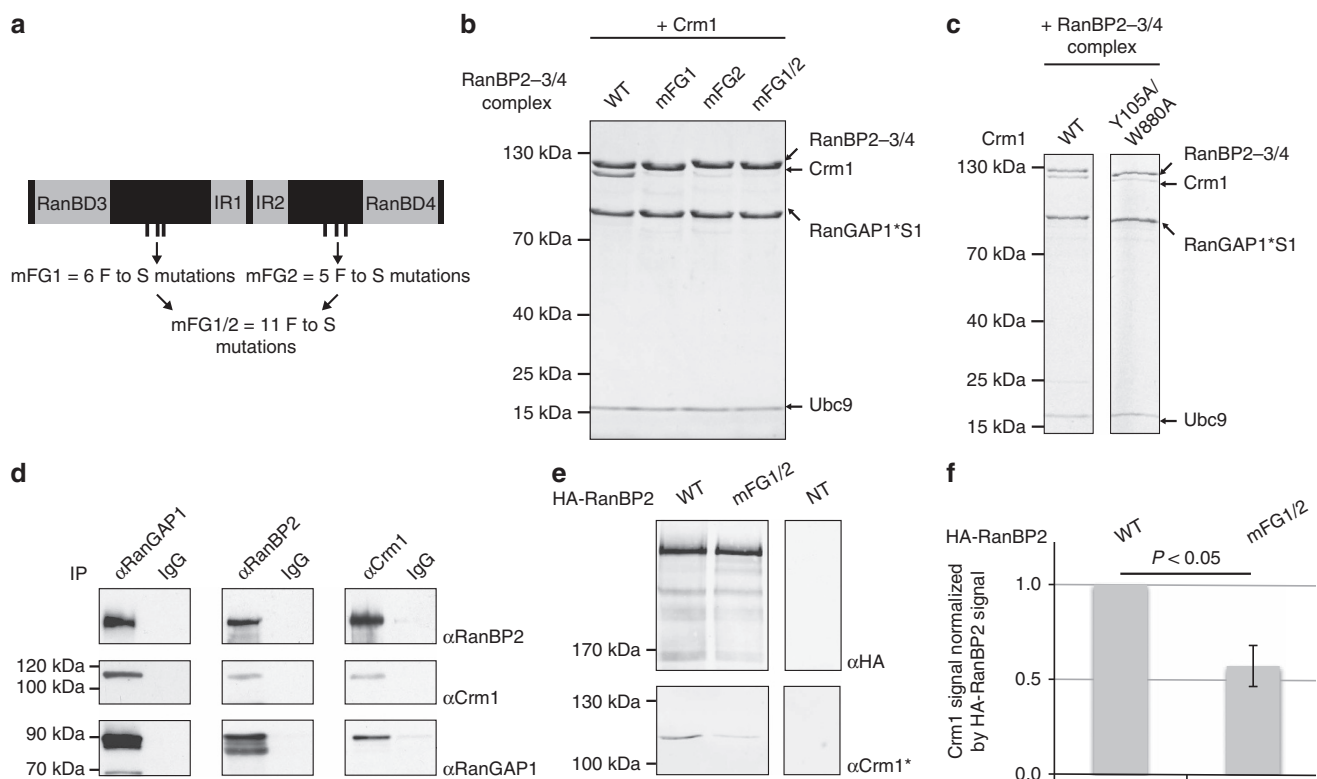 a
RanBD3 IR1 IR2 RanBD4
mFG1 = 6 F to S mutations mFG2 = 5 F to S mutations
mFG1/2 = 11 F to S
mutations
b
+ Crm1
RanBP2–3/4
complex
WT mFG1 mFG2 mFG1/2
130 kDa
70 kDa
40 kDa
25 kDa
15 kDa
RanBP2–3/4
Crm1
RanGAP1*S1
Ubc9
c
+ RanBP2–3/4
complex
Crm1
WT
Y105A/
W880A
130 kDa
70 kDa
40 kDa
25 kDa
15 kDa
RanBP2–3/4
Crm1
RanGAP1*S1
Ubc9
d
IP αRanGAP1 IgG αRanBP2 IgG αCrm1 IgG
αRanBP2
120 kDa
100 kDa
αCrm1
90 kDa
70 kDa
αRanGAP1
e
HA-RanBP2 WT mFG1/2 NT
170 kDa
αHA
130 kDa
100 kDa
αCrm1*
f
HA-RanBP2 WT mFG1/2
P < 0.05
Crm1 signal normalized
by HA-RanBP2 signal
1.0
0.5
0.0